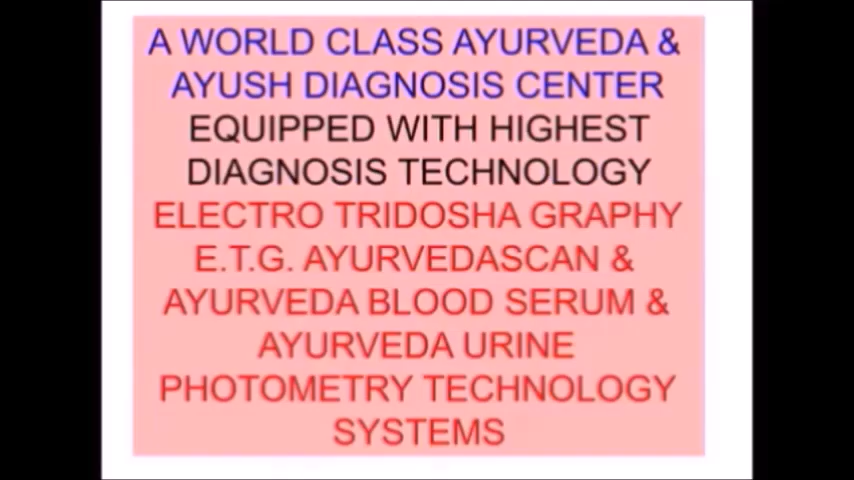 A WORLD CLASS AYURVEDA &
AYUSH DIAGNOSIS CENTER
EQUIPPED WITH HIGHEST
DIAGNOSIS TECHNOLOGY
ELECTRO TRIDOSHA GRAPHY
E.T.G. AYURVEDASCAN &
AYURVEDA BLOOD SERUM &
AYURVEDA URINE
PHOTOMETRY TECHNOLOGY
SYSTEMS